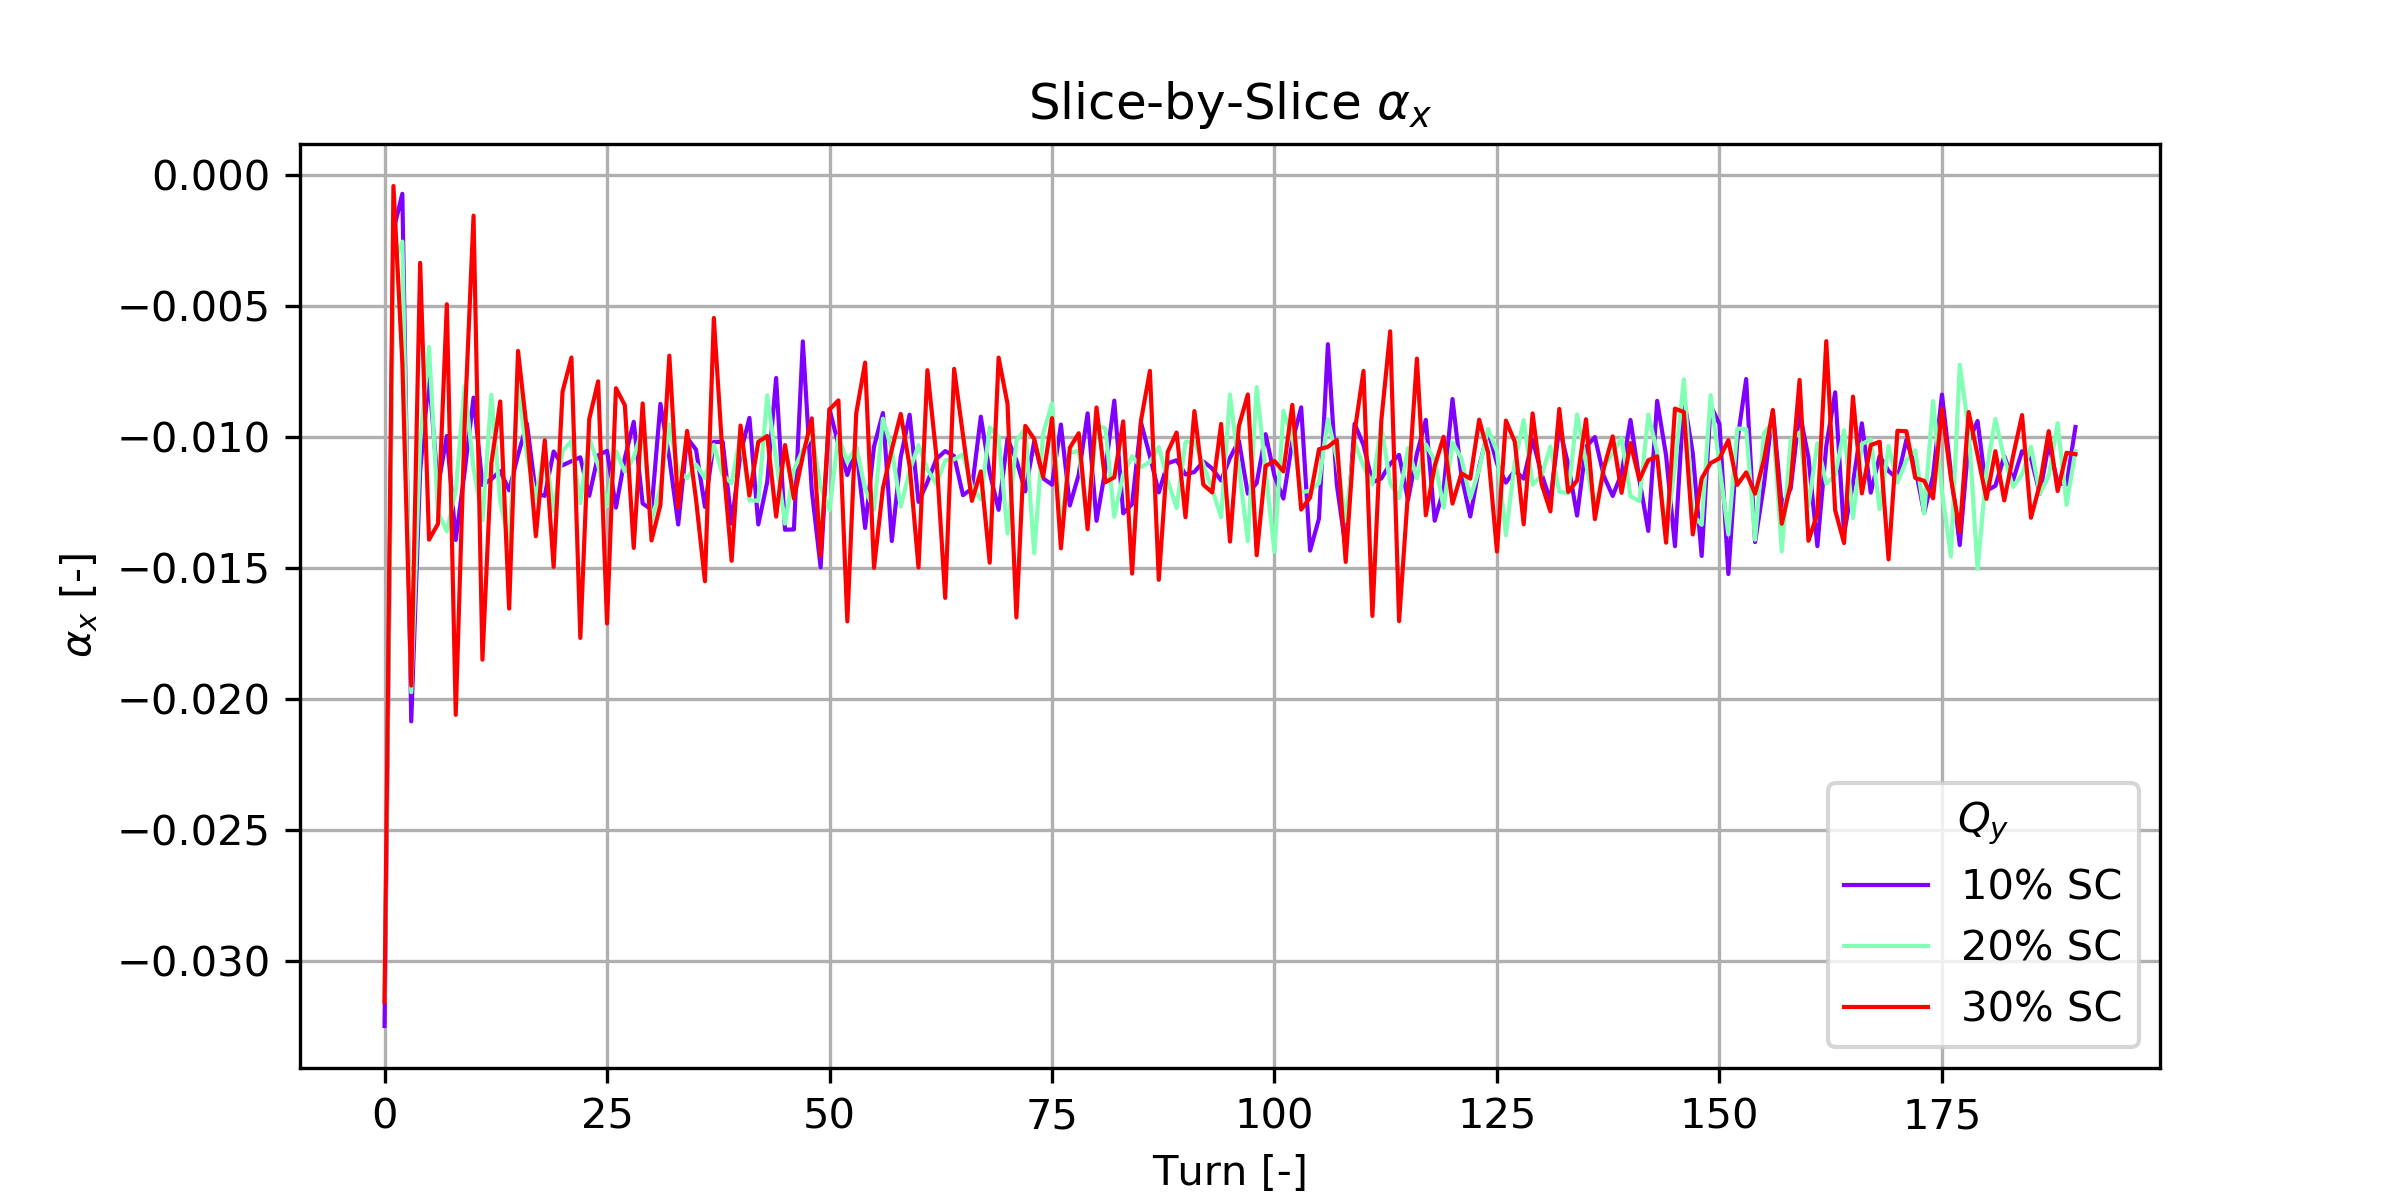 Slice-by-Slice αₓ
0.000
−0.005
−0.010
−0.015
−0.020
−0.025
−0.030
αₓ [-]
0 25 50 75 100 125 150 175
Turn [-]
Q_y
10% SC
20% SC
30% SC